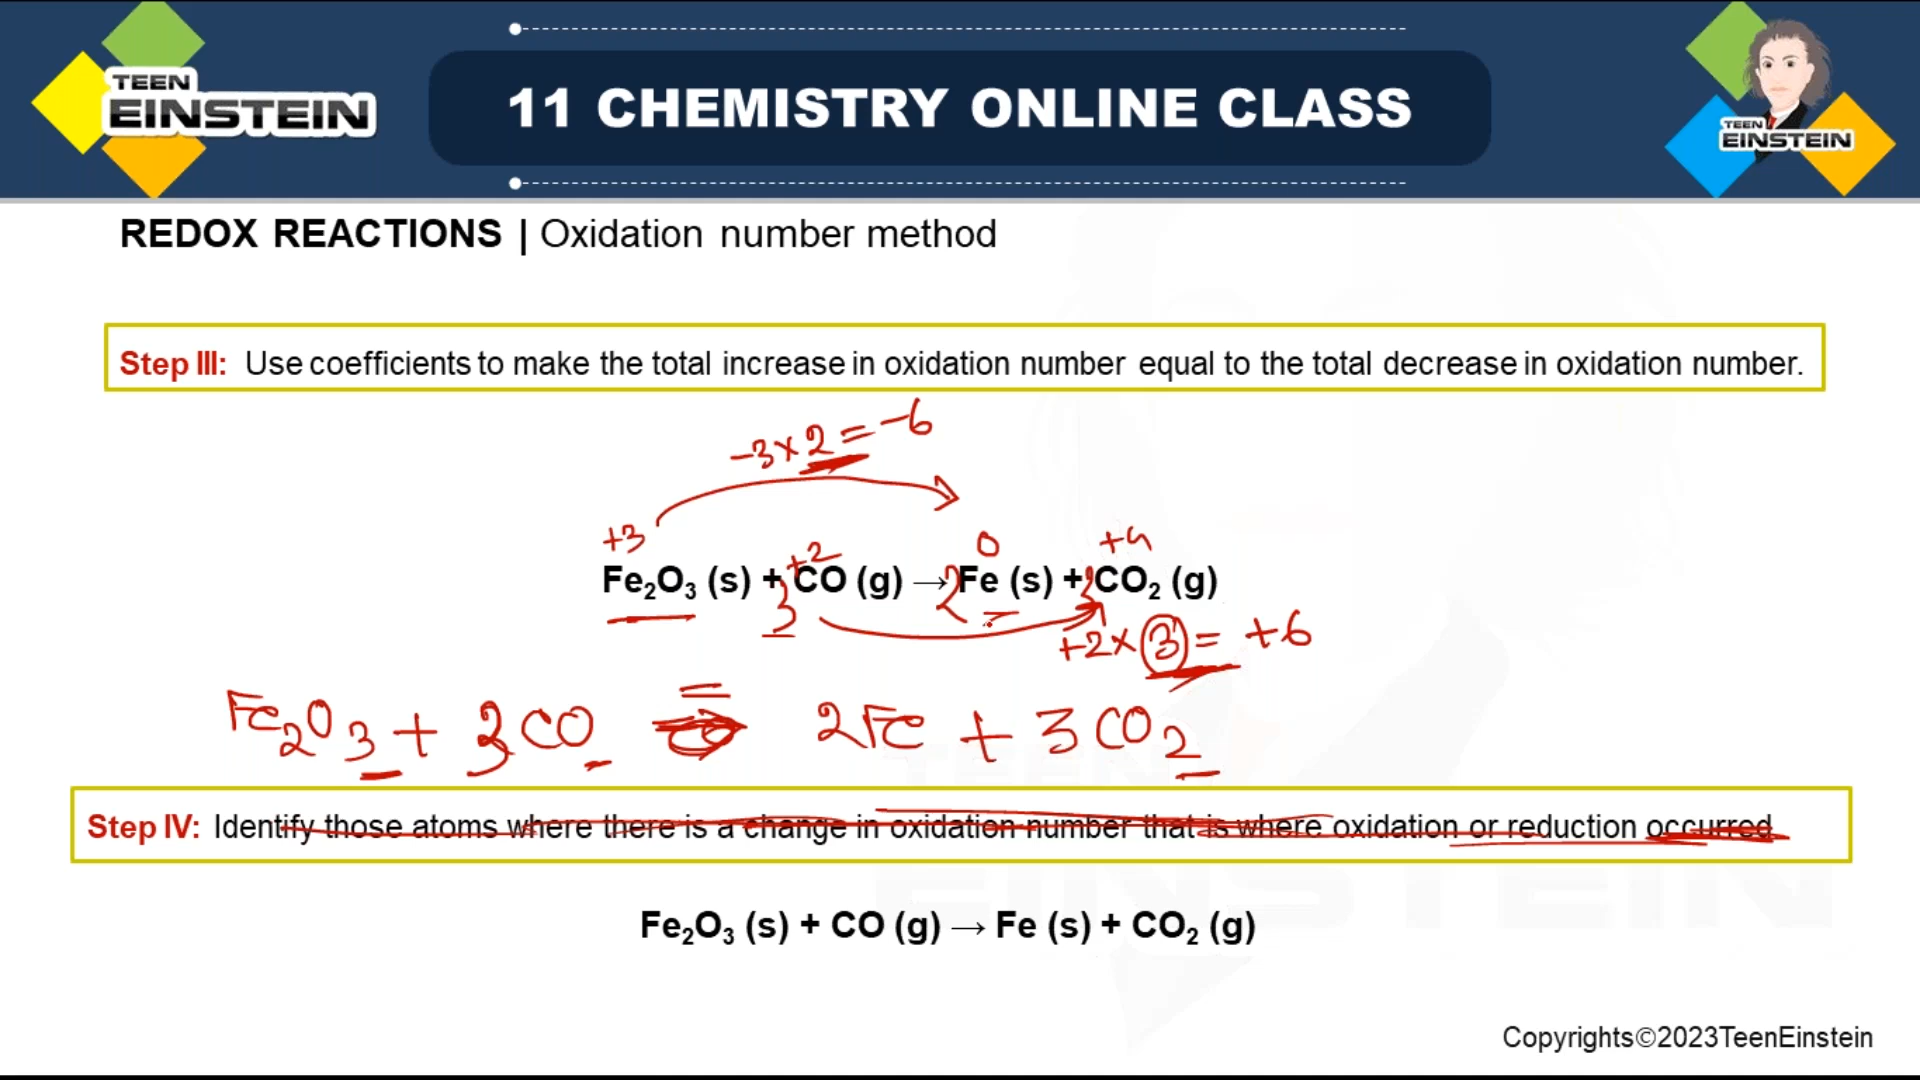 TEEN
EINSTEIN
11 CHEMISTRY ONLINE CLASS
TEEN
EINSTEIN
REDOX REACTIONS | Oxidation number method
Step III: Use coefficients to make the total increase in oxidation number equal to the total decrease in oxidation number.
-3 × 2 = -6
+3 +2 0 +4
Fe₂O₃ (s) + 3 CO (g) → 2 Fe (s) + 3 CO₂ (g)
+2 × 3 = +6
Fe₂O₃ + 3CO = 2Fe + 3CO₂
Step IV: Identify those atoms where there is a change in oxidation number that is where oxidation or reduction occurred
Fe₂O₃ (s) + CO (g) → Fe (s) + CO₂ (g)
TEEN
EINSTEIN
Copyrights©2023TeenEinstein